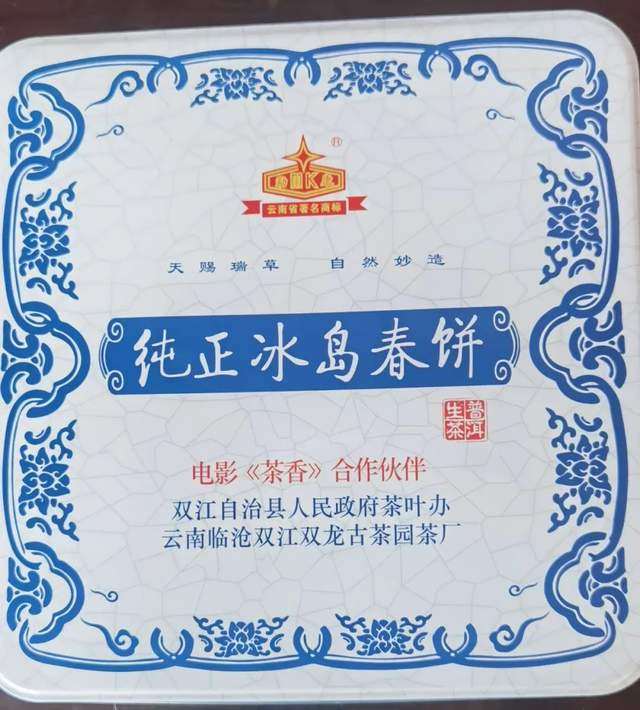 ®
云南省著名商标
天赐瑞草 自然妙造
纯正冰岛春饼
普洱
生茶
电影《茶香》合作伙伴
双江自治县人民政府茶叶办
云南临沧双江双龙古茶园茶厂